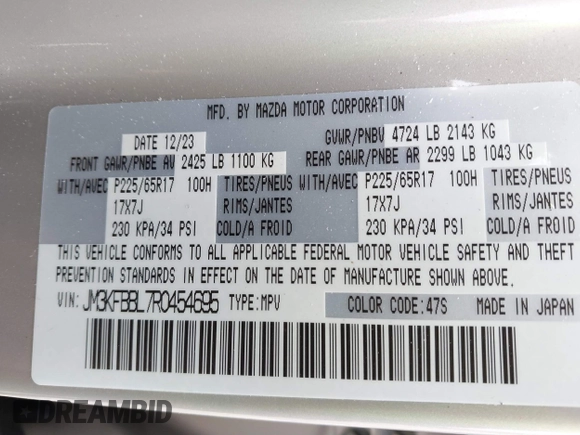 MFD. BY MAZDA MOTOR CORPORATION
DATE 12/23 GVWR/PNBV 4724 LB 2143 KG
FRONT GAWR/PNBE AV 2425 LB 1100 KG REAR GAWR/PNBE AR 2299 LB 1043 KG
WITH/AVEC P225/65R17 100H TIRES/PNEUS WITH/AVEC P225/65R17 100H TIRES/PNEUS
17X7J RIMS/JANTES 17X7J RIMS/JANTES
230 KPA/34 PSI COLD/A FROID 230 KPA/34 PSI COLD/A FROID
THIS VEHICLE CONFORMS TO ALL APPLICABLE FEDERAL MOTOR VEHICLE SAFETY AND THEFT
PREVENTION STANDARDS IN EFFECT ON THE DATE OF MANUFACTURE SHOWN ABOVE.
VIN: JM3KFBBL7R0454695 TYPE:MPV COLOR CODE:47S MADE IN JAPAN
DREAMBID